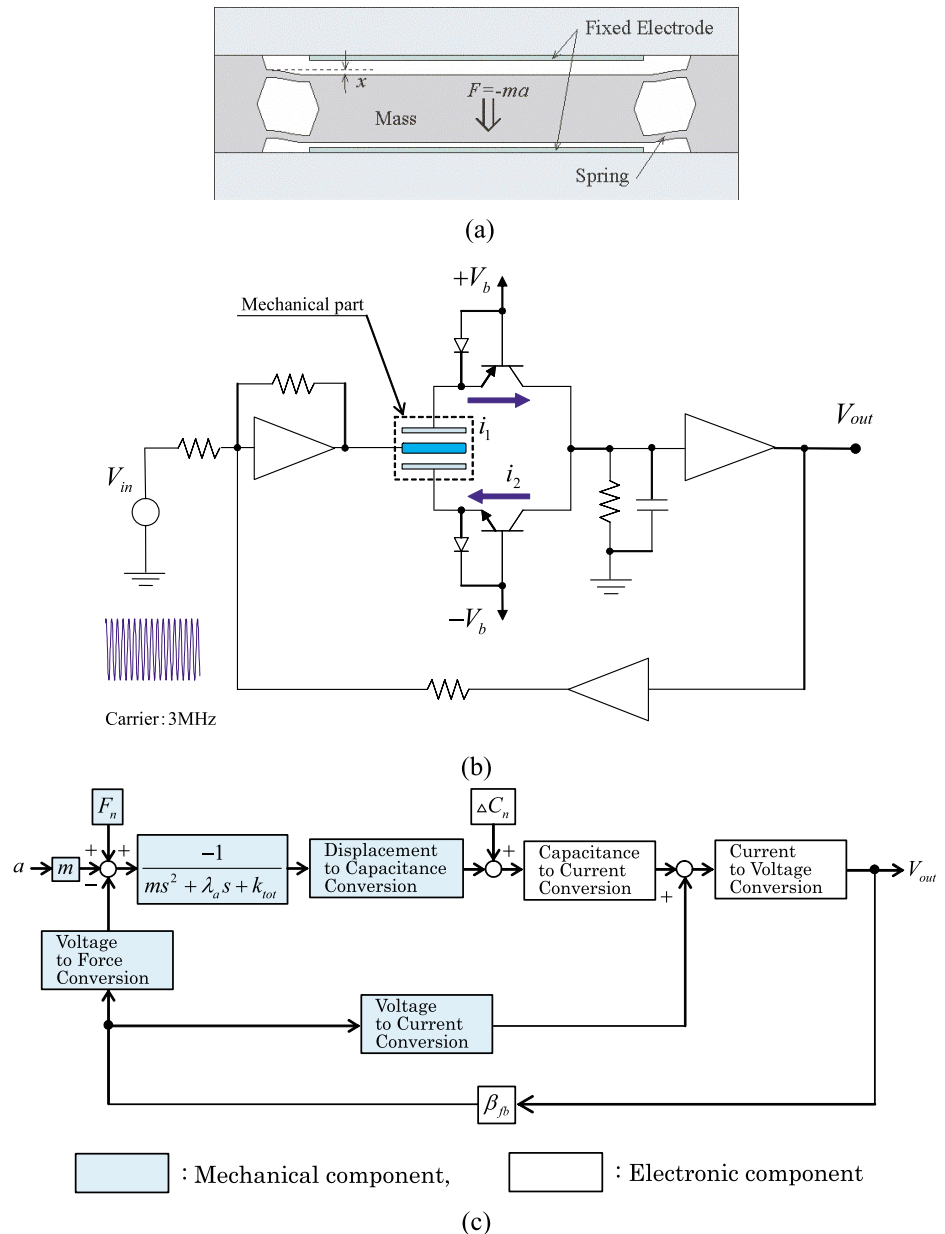 Fixed Electrode
x
F=-ma
Mass
Spring
(a)
+V_b
Mechanical part
i_1
V_out
V_in
i_2
−V_b
Carrier：3MHz
(b)
F_n
△C_n
+
+
+
a
m
−
−1
ms² + λ_a s + k_tot
Displacement
to Capacitance
Conversion
Capacitance
to Current
Conversion
+
Current
to Voltage
Conversion
V_out
Voltage
to Force
Conversion
Voltage
to Current
Conversion
β_fb
: Mechanical component,
: Electronic component
(c)